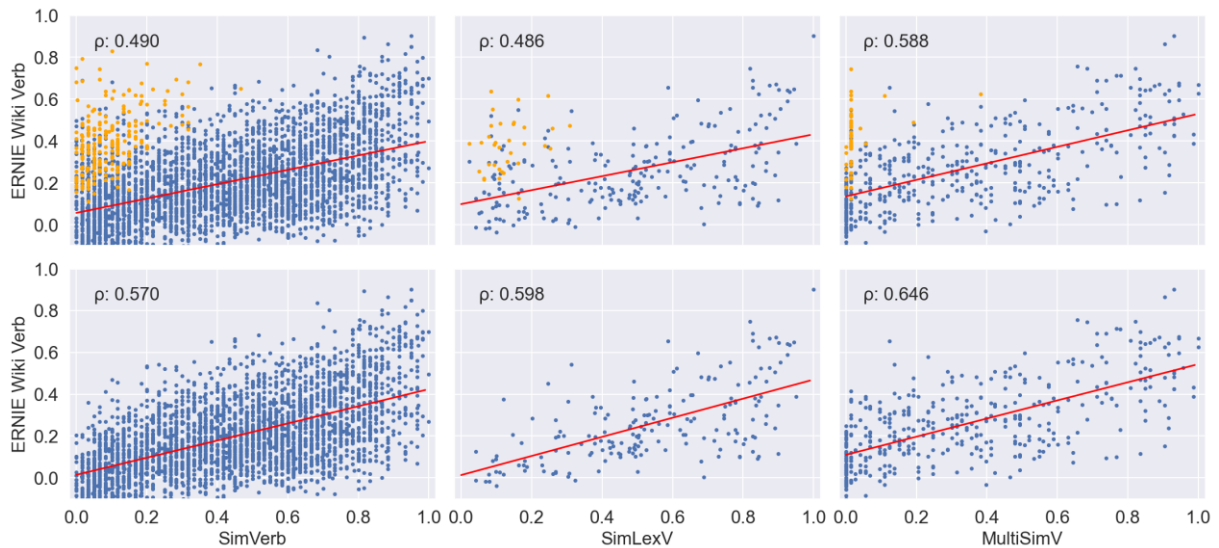 1.0
0.8
0.6
0.4
0.2
0.0
ERNIE Wiki Verb
ρ: 0.490
ρ: 0.486
ρ: 0.588
1.0
0.8
0.6
0.4
0.2
0.0
ERNIE Wiki Verb
ρ: 0.570
ρ: 0.598
ρ: 0.646
0.0 0.2 0.4 0.6 0.8 1.0
SimVerb
0.0 0.2 0.4 0.6 0.8 1.0
SimLexV
0.0 0.2 0.4 0.6 0.8 1.0
MultiSimV